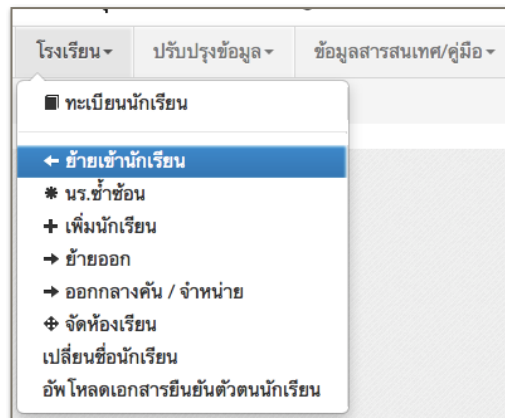 โรงเรียน ปรับปรุงข้อมูล ข้อมูลสารสนเทศ/คู่มือ
ทะเบียนนักเรียน
ย้ายเข้านักเรียน
นร.ซ้ำซ้อน
เพิ่มนักเรียน
ย้ายออก
ออกกลางคัน / จำหน่าย
จัดห้องเรียน
เปลี่ยนชื่อนักเรียน
อัพโหลดเอกสารยืนยันตัวตนนักเรียน